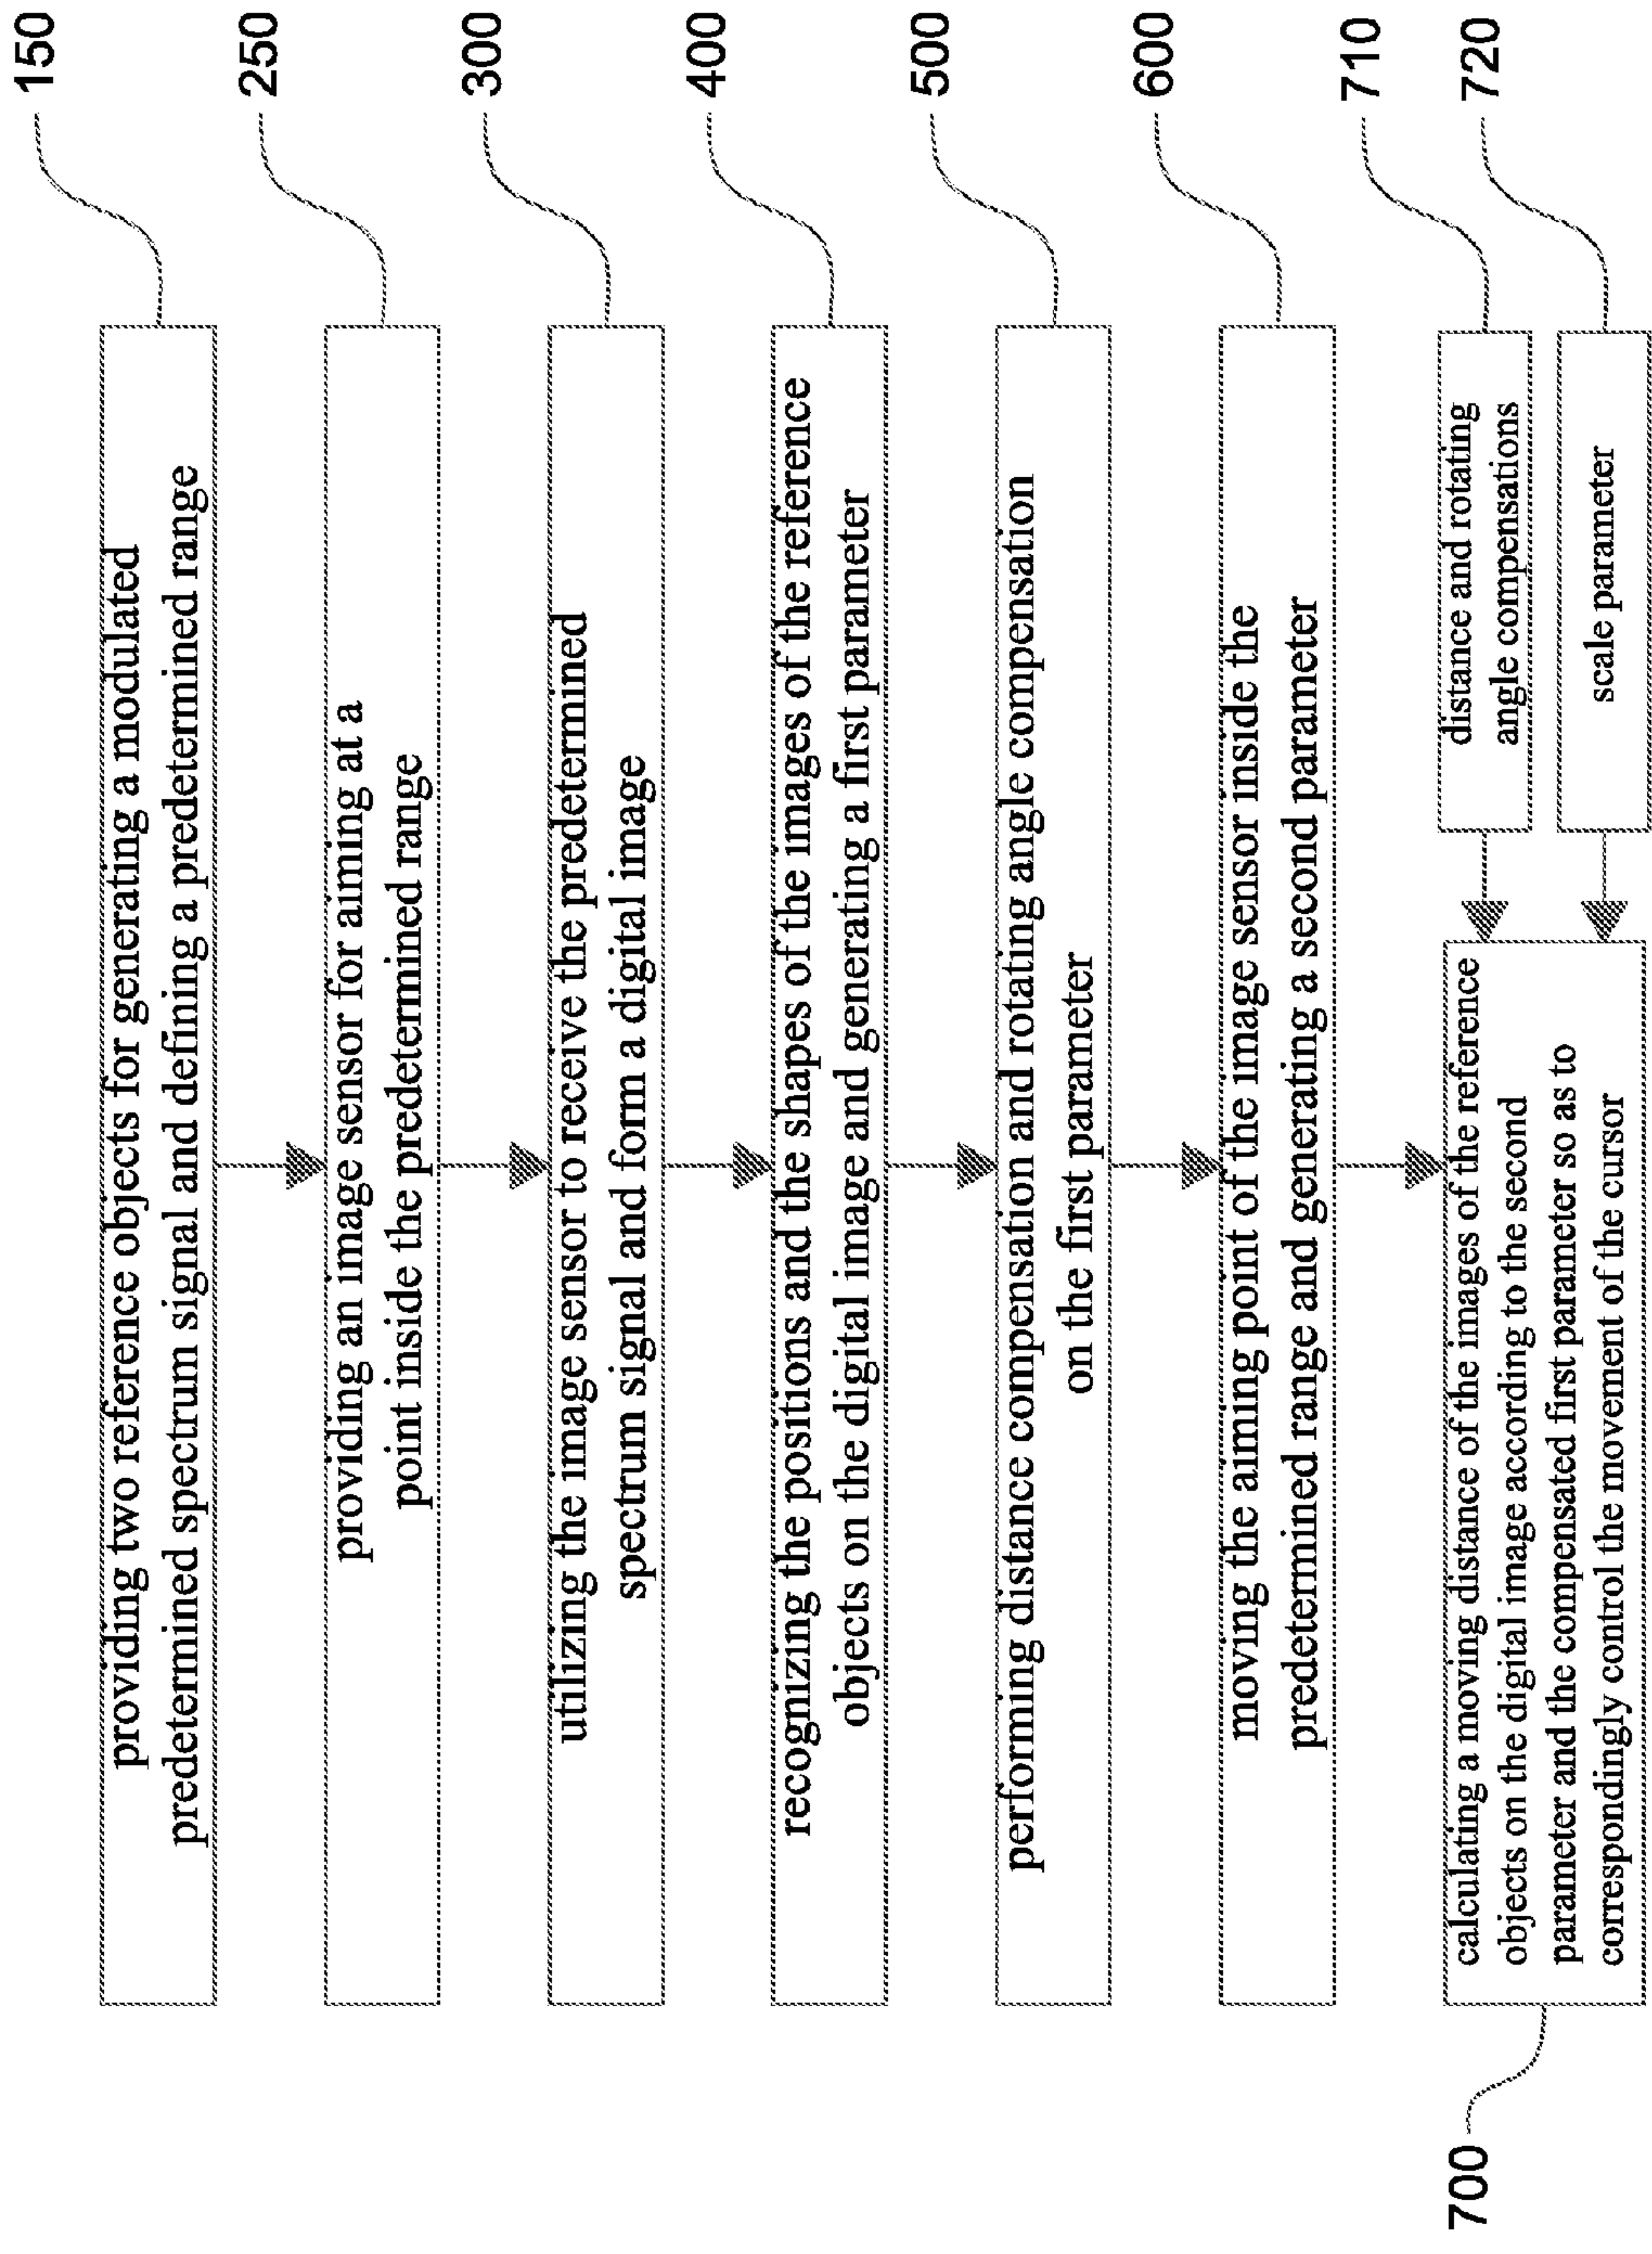 150
providing two reference objects for generating a modulated
predetermined spectrum signal and defining a predetermined range
250
providing an image sensor for aiming at a
point inside the predetermined range
300
utilizing the image sensor to receive the predetermined
spectrum signal and form a digital image
400
recognizing the positions and the shapes of the images of the reference
objects on the digital image and generating a first parameter
500
performing distance compensation and rotating angle compensation
on the first parameter
600
moving the aiming point of the image sensor inside the
predetermined range and generating a second parameter
700
calculating a moving distance of the images of the reference
objects on the digital image according to the second
parameter and the compensated first parameter so as to
correspondingly control the movement of the cursor
710
distance and rotating
angle compensations
720
scale parameter